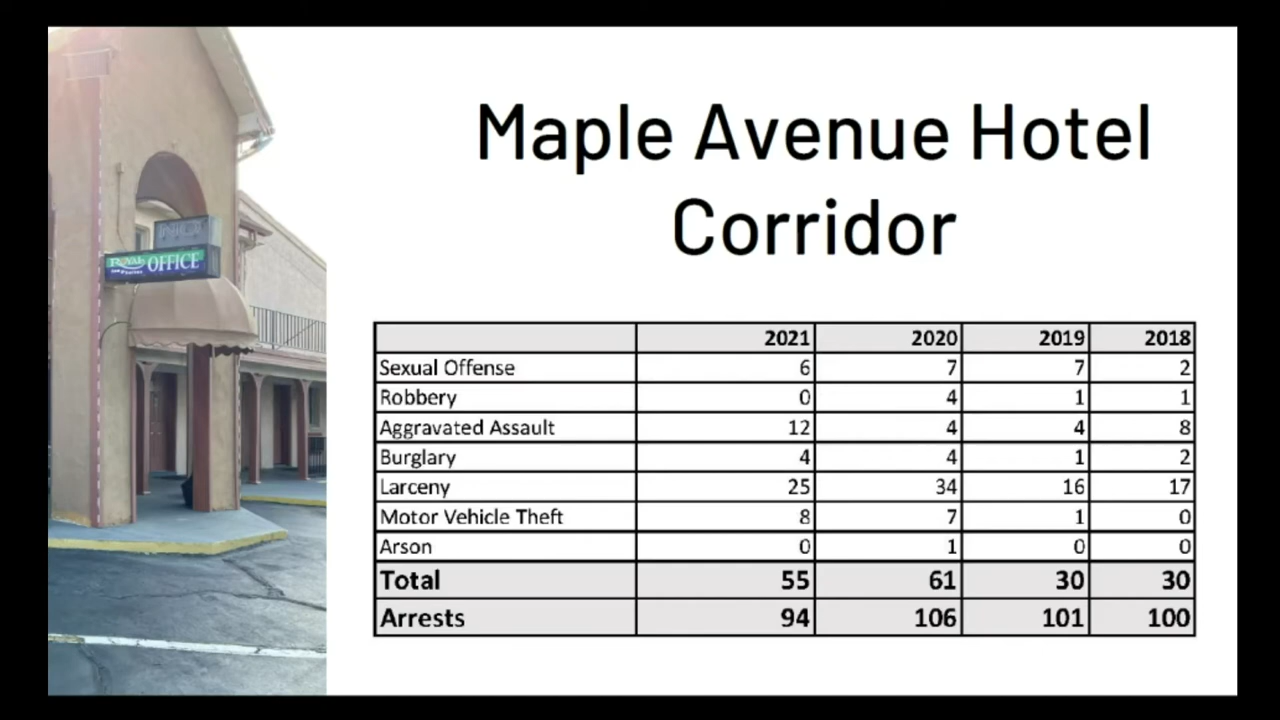 Maple Avenue Hotel
Corridor
ROYAL
OFFICE
2021 2020 2019 2018
Sexual Offense 6 7 7 2
Robbery 0 4 1 1
Aggravated Assault 12 4 4 8
Burglary 4 4 1 2
Larceny 25 34 16 17
Motor Vehicle Theft 8 7 1 0
Arson 0 1 0 0
Total 55 61 30 30
Arrests 94 106 101 100